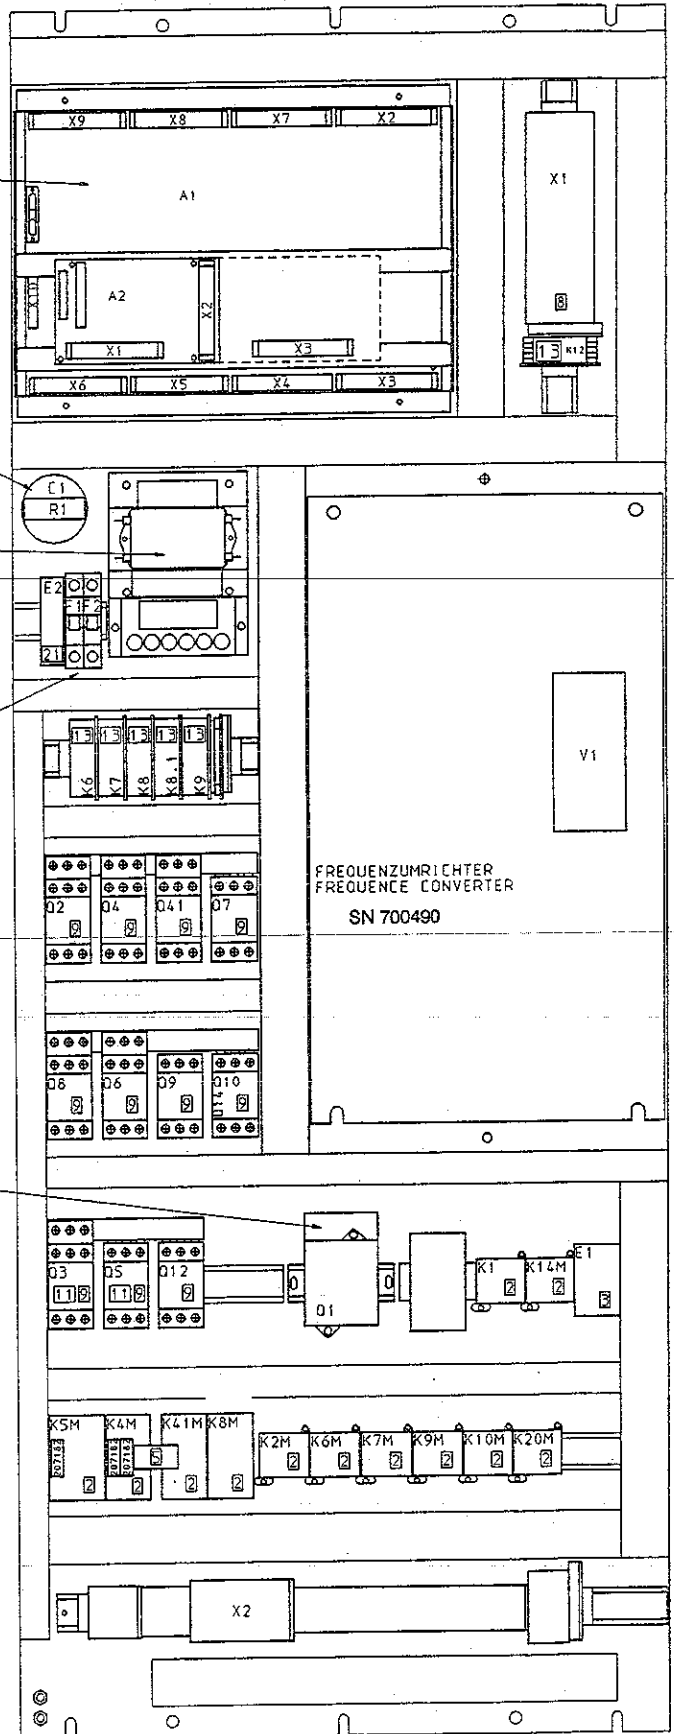 X9 X8 X7 X2
A1
X1
8
13 K12
A2
X2
X1
X3
X6 X5 X4 X3
C1
R1
E2
F1 F2
21
13 13 13 13 13
K6 K7 K8 K8.1 K9
V1
FREQUENZUMRICHTER
FREQUENCE CONVERTER
SN 700490
Q2 Q4 Q41 Q7
9 9 9 9
Q8 Q6 Q9 Q10
Q14
9 9 9 9
Q3 Q5 Q12
11 9 11 9 9
Q1
K1 K14M E1
2 2 3
K5M K4M K41M K8M
207183 207183
5
2 2 2 2
K2M K6M K7M K9M K10M K20M
2 2 2 2 2 2
X2